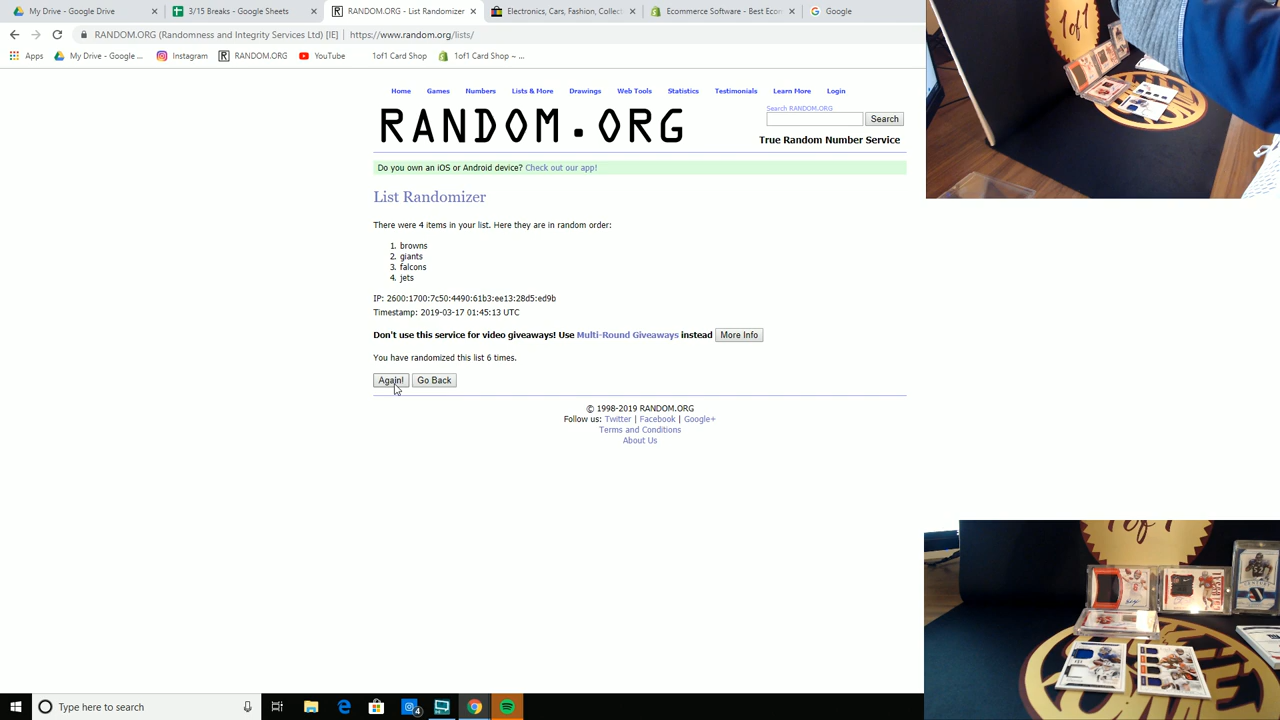 My Drive - Google Drive
3/15 Breaks - Google Sheets
RANDOM.ORG - List Randomizer
Electronics, Cars, Fashion, Collect
Ecommerce Software - Best Econ
Google
RANDOM.ORG (Randomness and Integrity Services Ltd) [IE] | https://www.random.org/lists/
Apps
My Drive - Google ...
Instagram
RANDOM.ORG
YouTube
1of1 Card Shop
1of1 Card Shop ~ ...
Home Games Numbers Lists & More Drawings Web Tools Statistics Testimonials Learn More Login
RANDOM.ORG
Search RANDOM.ORG
Search
True Random Number Service
Do you own an iOS or Android device? Check out our app!
List Randomizer
There were 4 items in your list. Here they are in random order:
1. browns
2. giants
3. falcons
4. jets
IP: 2600:1700:7c50:4490:61b3:ee13:28d5:ed9b
Timestamp: 2019-03-17 01:45:13 UTC
Don't use this service for video giveaways! Use Multi-Round Giveaways instead More Info
You have randomized this list 6 times.
Again! Go Back
© 1998-2019 RANDOM.ORG
Follow us: Twitter | Facebook | Google+
Terms and Conditions
About Us
1of1
1of1
Type here to search
4